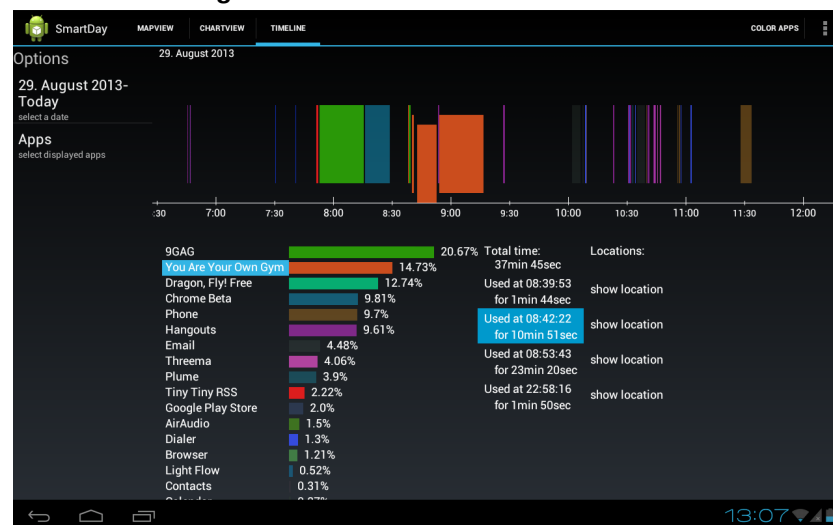 SmartDay
MAPVIEW
CHARTVIEW
TIMELINE
COLOR APPS
Options
29. August 2013
29. August 2013-
Today
select a date
Apps
select displayed apps
:30 7:00 7:30 8:00 8:30 9:00 9:30 10:00 10:30 11:00 11:30 12:00
9GAG 20.67%
You Are Your Own Gym 14.73%
Dragon, Fly! Free 12.74%
Chrome Beta 9.81%
Phone 9.7%
Hangouts 9.61%
Email 4.48%
Threema 4.06%
Plume 3.9%
Tiny Tiny RSS 2.22%
Google Play Store 2.0%
AirAudio 1.5%
Dialer 1.3%
Browser 1.21%
Light Flow 0.52%
Contacts 0.31%
Total time:
37min 45sec
Locations:
Used at 08:39:53
for 1min 44sec
show location
Used at 08:42:22
for 10min 51sec
show location
Used at 08:53:43
for 23min 20sec
show location
Used at 22:58:16
for 1min 50sec
show location
13:07